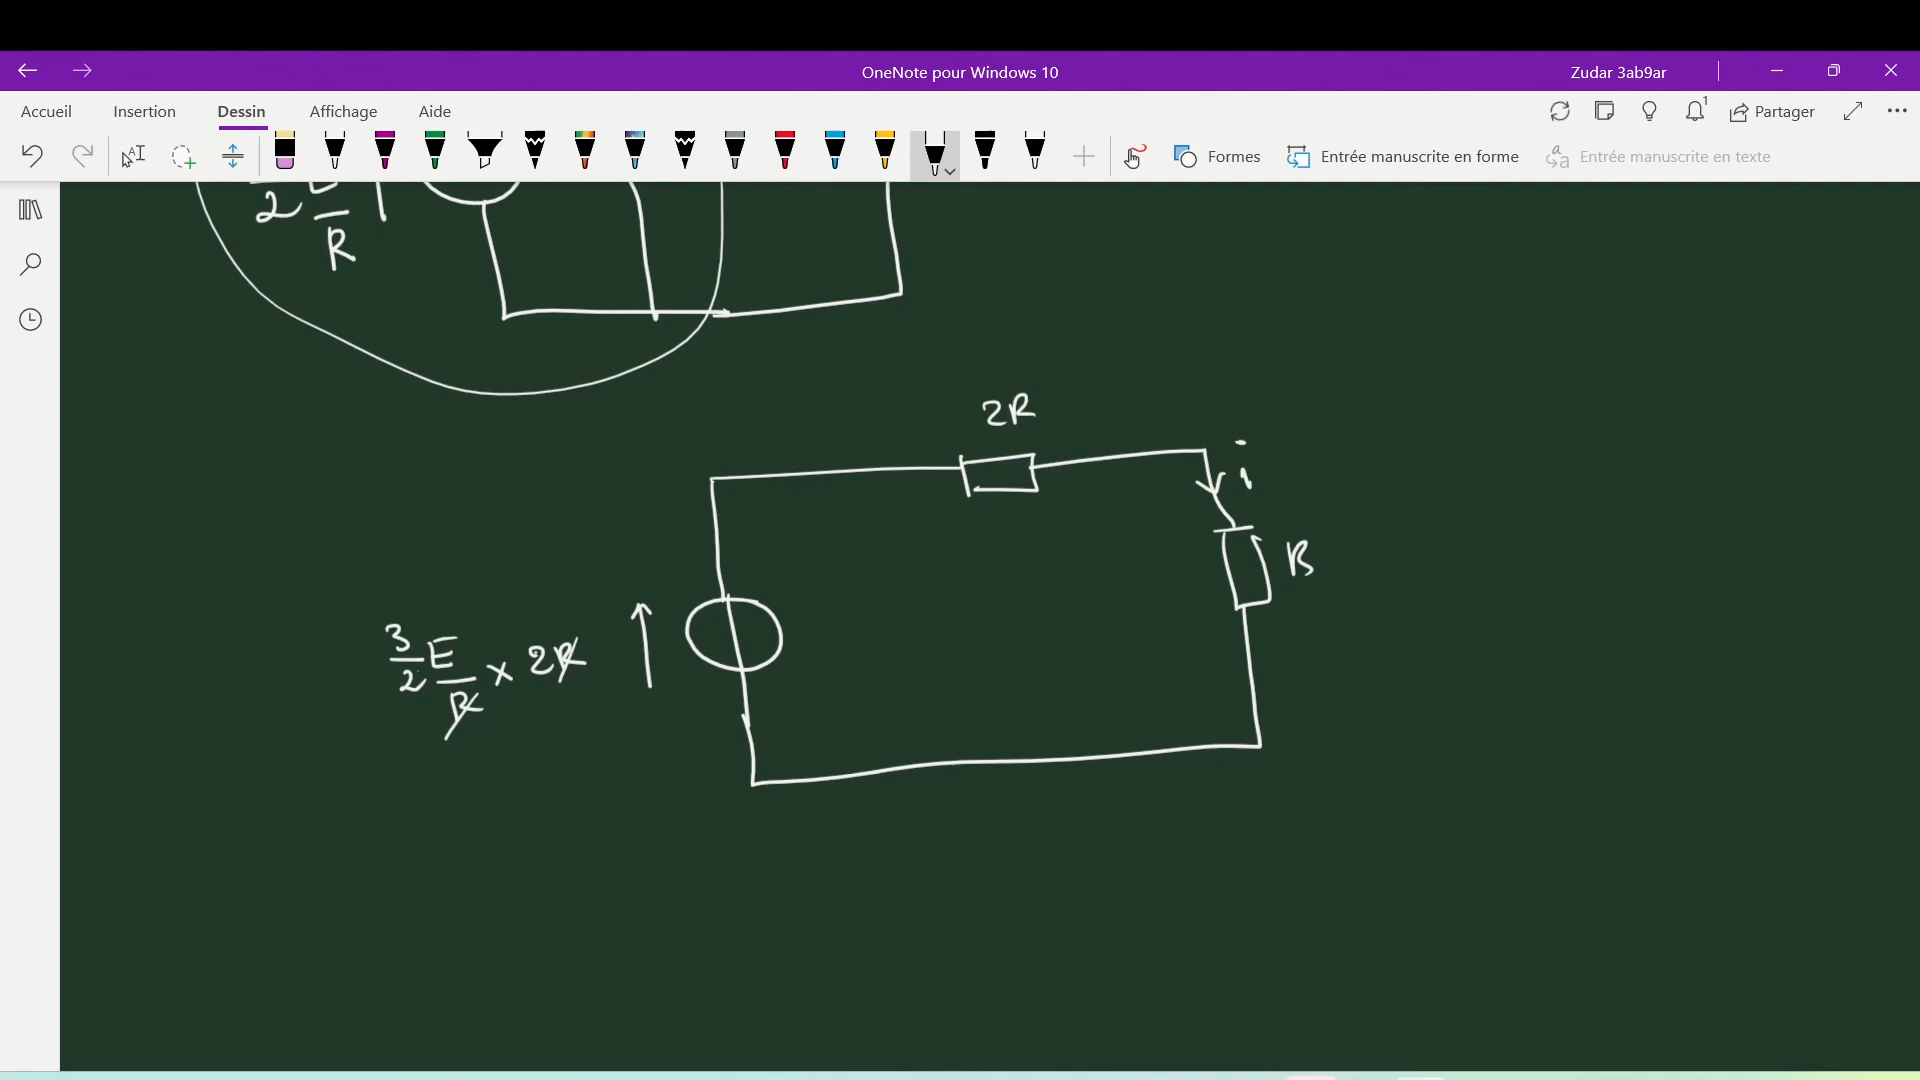 OneNote pour Windows 10
Zudar 3ab9ar
Accueil Insertion Dessin Affichage Aide
1
Partager
Formes
Entrée manuscrite en forme
Entrée manuscrite en texte
2 R
2R
i
R
3/2 E/R × 2R